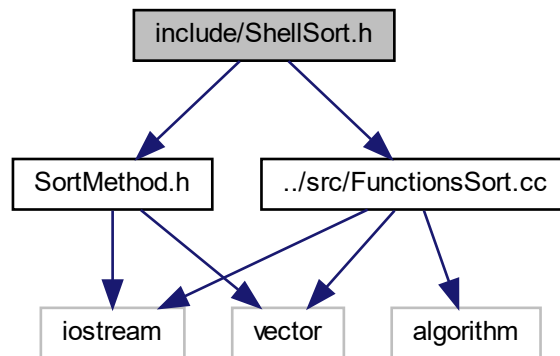 include/ShellSort.h
SortMethod.h
../src/FunctionsSort.cc
iostream
vector
algorithm